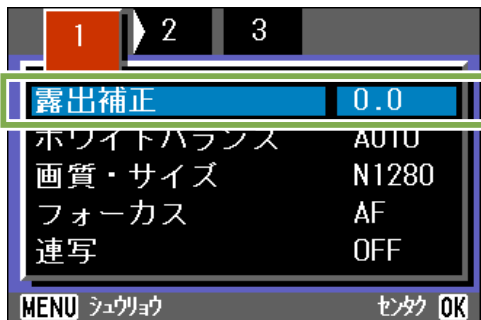 1 2 3
露出補正 0.0
ホワイトバランス AUTO
画質・サイズ N1280
フォーカス AF
連写 OFF
MENU シュウリョウ センタク OK